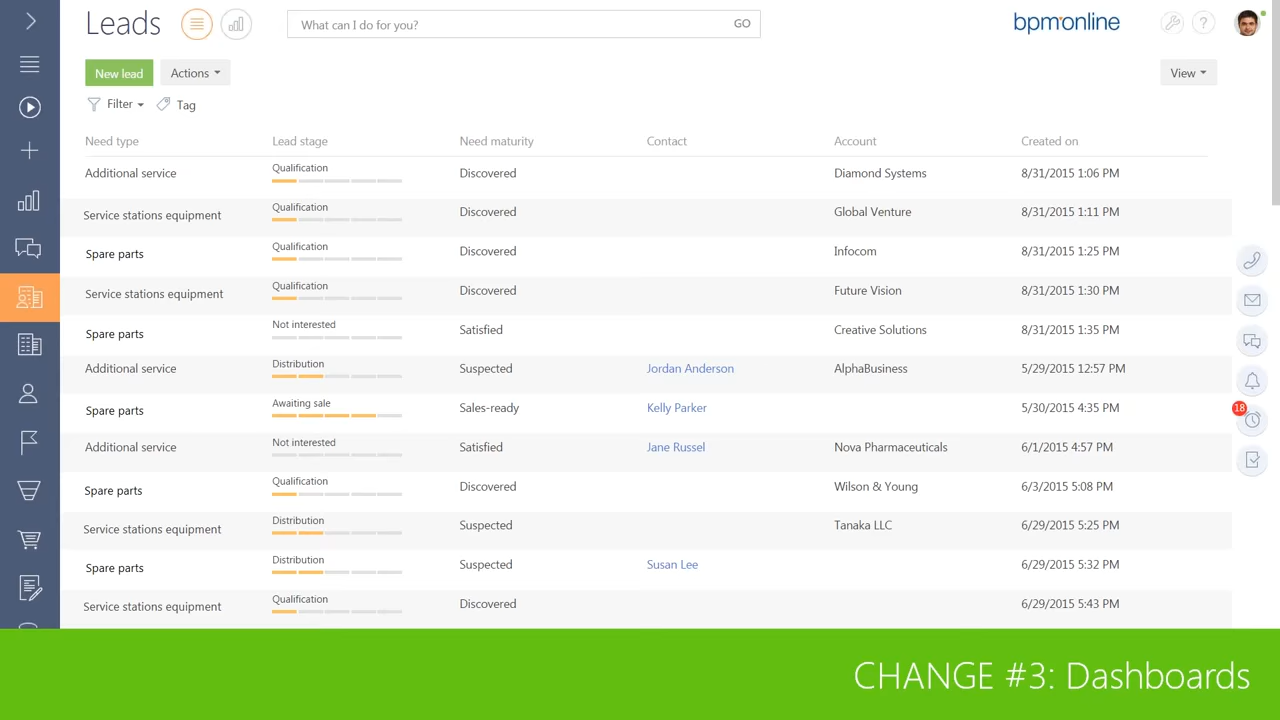 Leads
What can I do for you?
GO
bpm'online
New lead
Actions
View
Filter
Tag
Need type Lead stage Need maturity Contact Account Created on
Additional service Qualification Discovered Diamond Systems 8/31/2015 1:06 PM
Service stations equipment Qualification Discovered Global Venture 8/31/2015 1:11 PM
Spare parts Qualification Discovered Infocom 8/31/2015 1:25 PM
Service stations equipment Qualification Discovered Future Vision 8/31/2015 1:30 PM
Spare parts Not interested Satisfied Creative Solutions 8/31/2015 1:35 PM
Additional service Distribution Suspected Jordan Anderson AlphaBusiness 5/29/2015 12:57 PM
Spare parts Awaiting sale Sales-ready Kelly Parker 5/30/2015 4:35 PM
Additional service Not interested Satisfied Jane Russel Nova Pharmaceuticals 6/1/2015 4:57 PM
Spare parts Qualification Discovered Wilson & Young 6/3/2015 5:08 PM
Service stations equipment Distribution Suspected Tanaka LLC 6/29/2015 5:25 PM
Spare parts Distribution Suspected Susan Lee 6/29/2015 5:32 PM
Service stations equipment Qualification Discovered 6/29/2015 5:43 PM
18
CHANGE #3: Dashboards